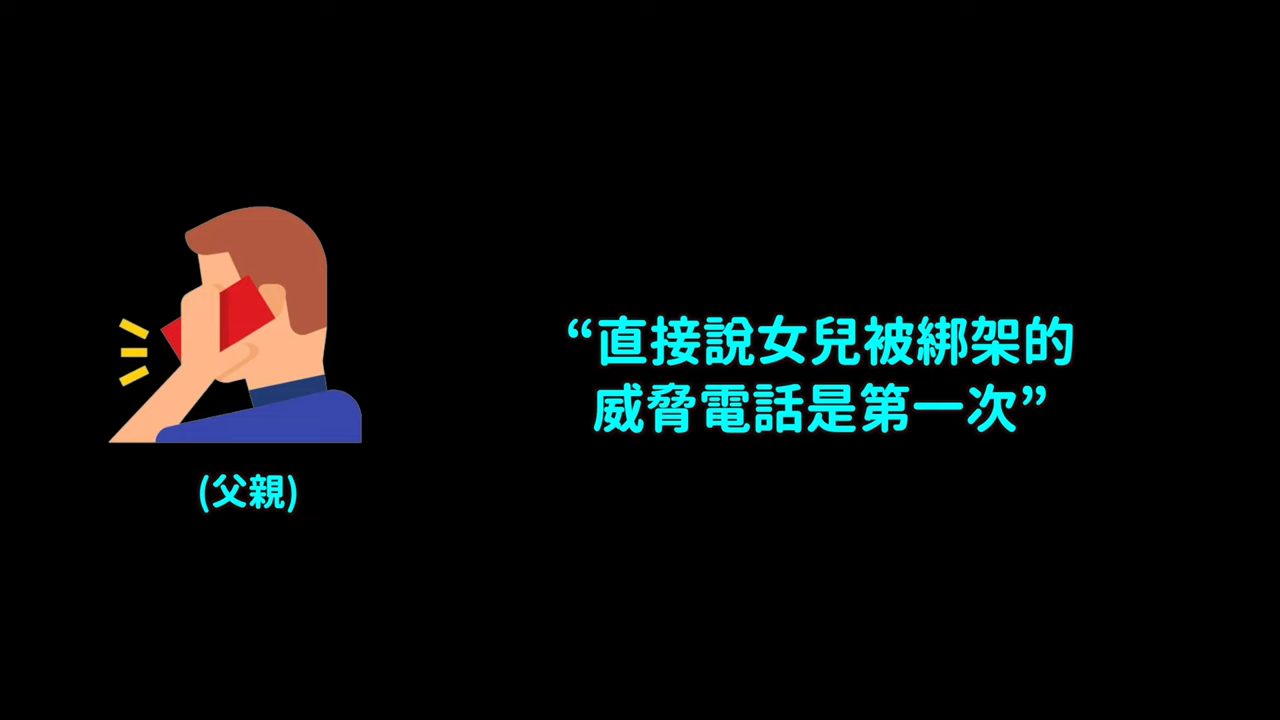 “直接說女兒被綁架的
威脅電話是第一次”
(父親)